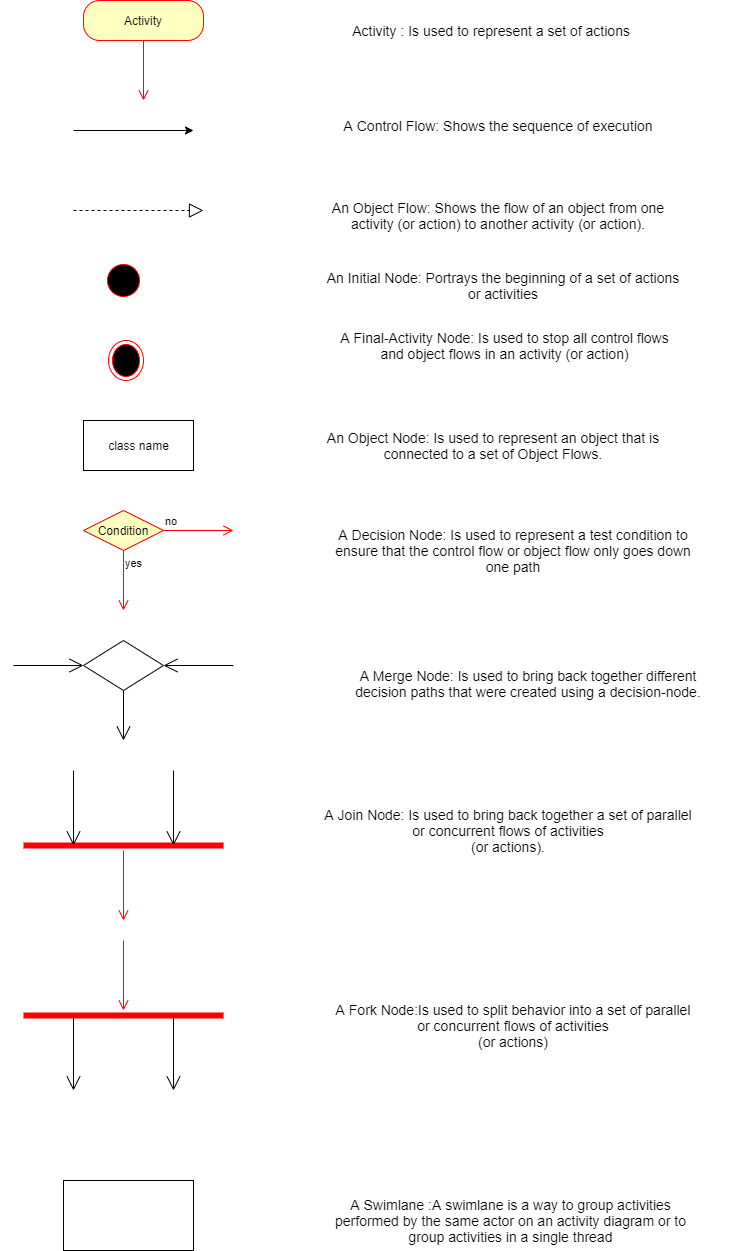 Activity
Activity : Is used to represent a set of actions
A Control Flow: Shows the sequence of execution
An Object Flow: Shows the flow of an object from one
activity (or action) to another activity (or action).
An Initial Node: Portrays the beginning of a set of actions
or activities
A Final-Activity Node: Is used to stop all control flows
and object flows in an activity (or action)
class name
An Object Node: Is used to represent an object that is
connected to a set of Object Flows.
Condition
no
yes
A Decision Node: Is used to represent a test condition to
ensure that the control flow or object flow only goes down
one path
A Merge Node: Is used to bring back together different
decision paths that were created using a decision-node.
A Join Node: Is used to bring back together a set of parallel
or concurrent flows of activities
(or actions).
A Fork Node:Is used to split behavior into a set of parallel
or concurrent flows of activities
(or actions)
A Swimlane :A swimlane is a way to group activities
performed by the same actor on an activity diagram or to
group activities in a single thread